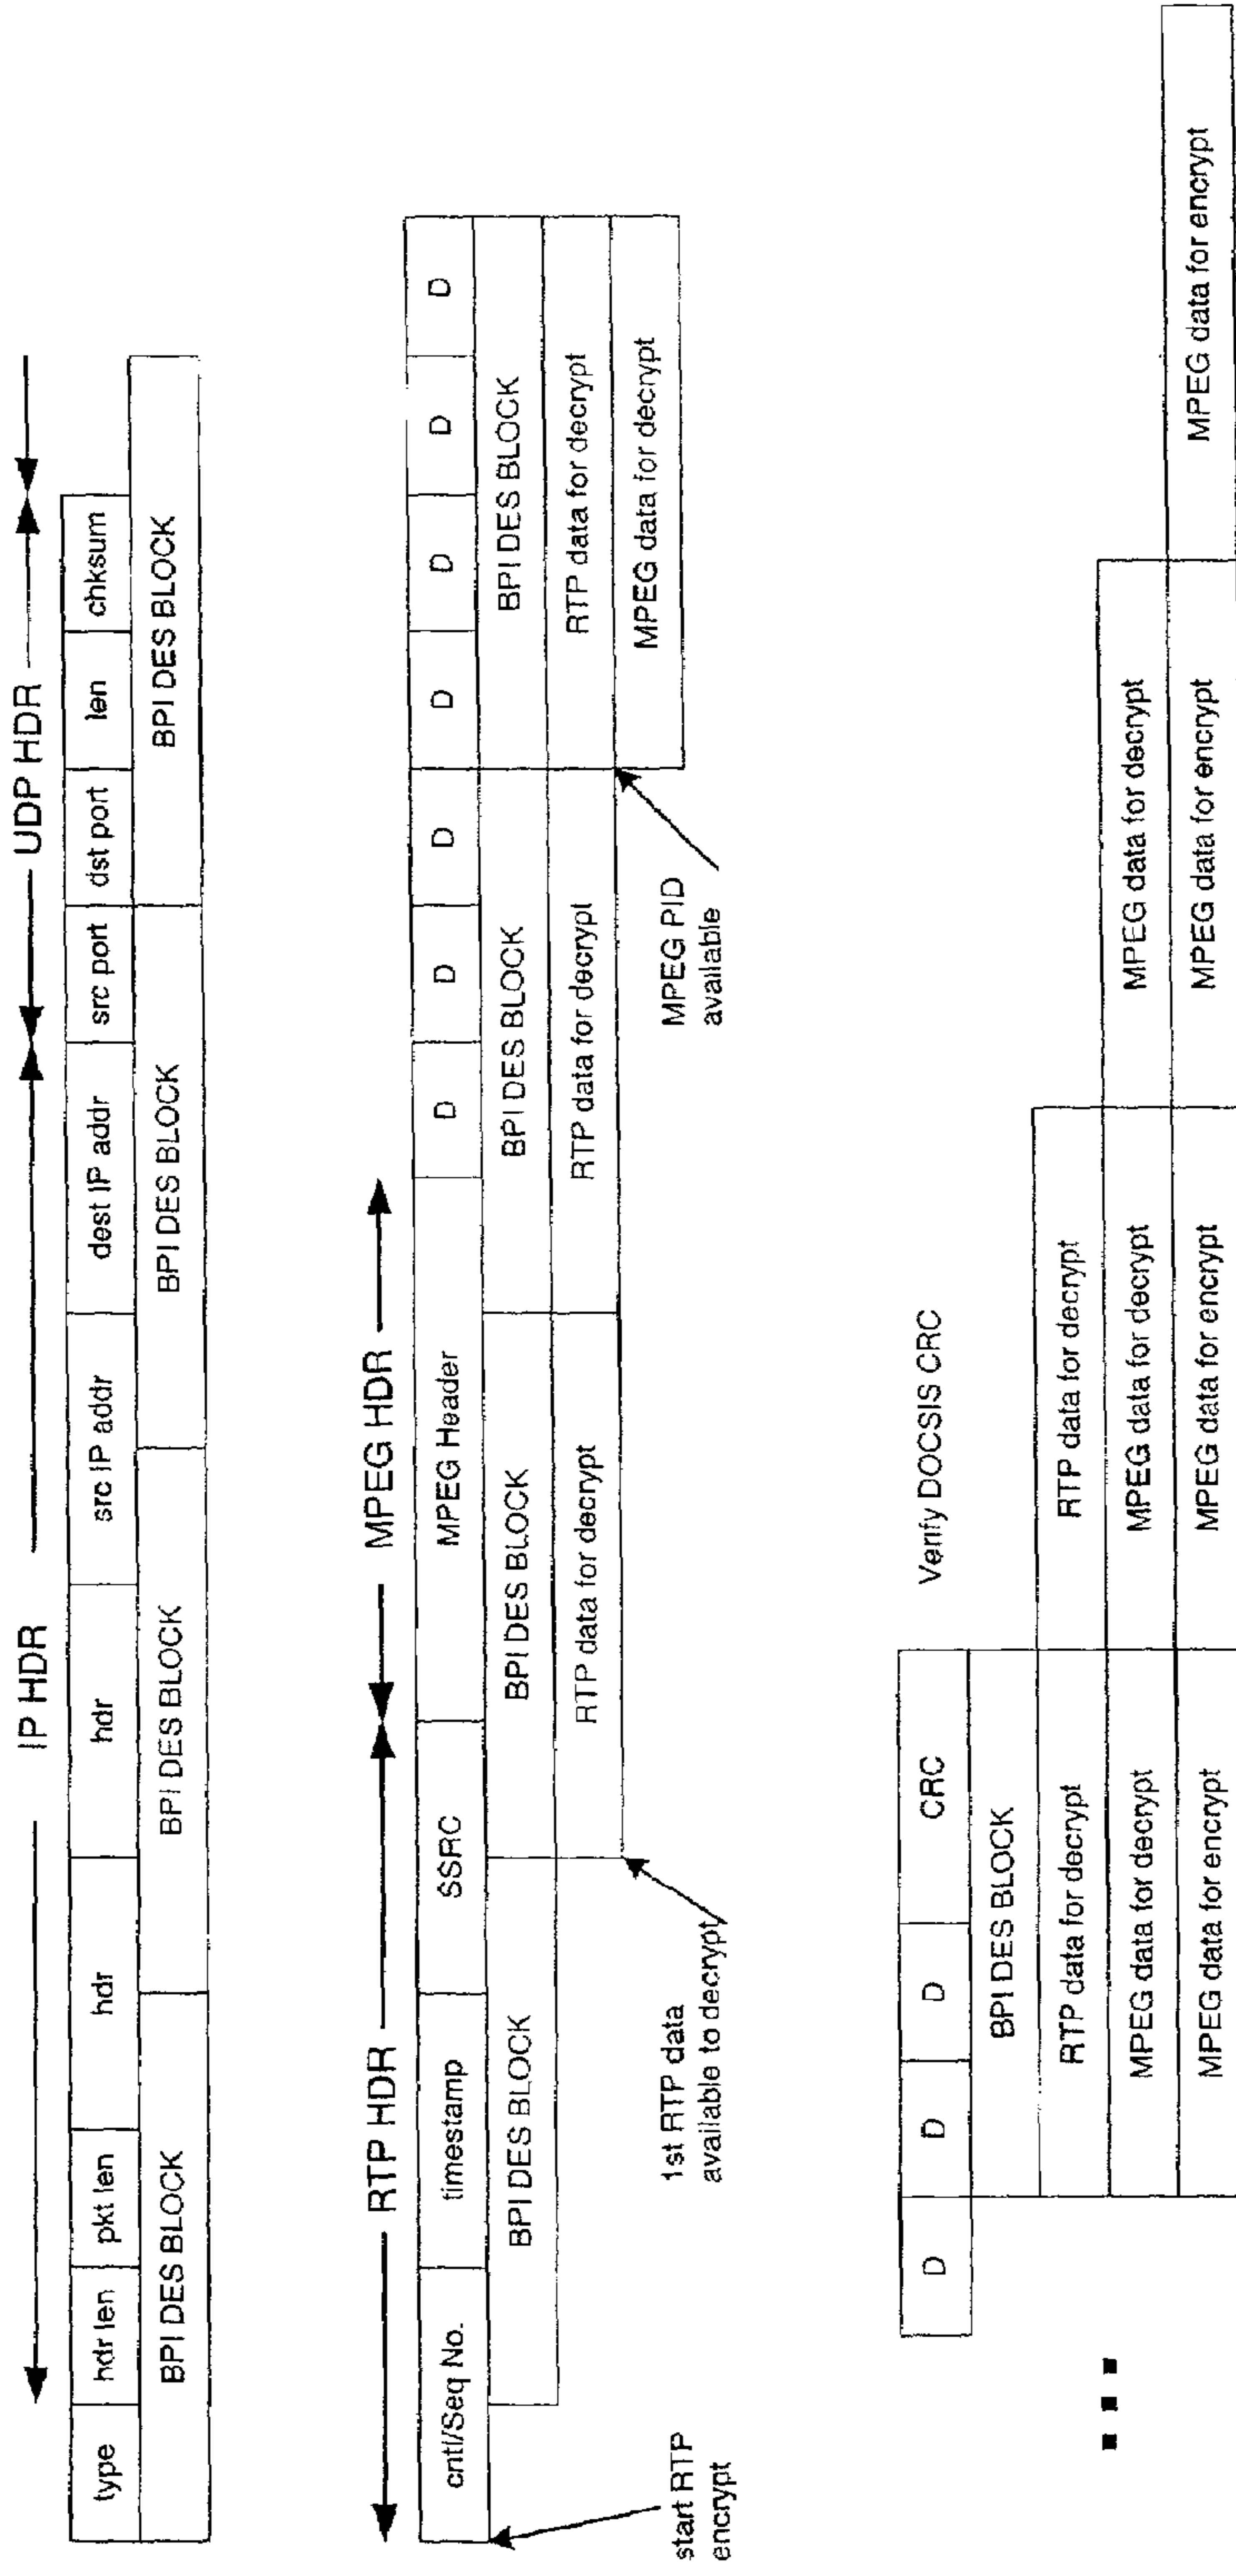 IP HDR
UDP HDR
type
hdr len
pkt len
hdr
hdr
src IP addr
dest IP addr
src port
dst port
len
chksum
BPI DES BLOCK
BPI DES BLOCK
BPI DES BLOCK
BPI DES BLOCK
RTP HDR
MPEG HDR
cntl/Seq No.
timestamp
SSRC
MPEG Header
D
D
D
D
D
D
D
BPI DES BLOCK
BPI DES BLOCK
BPI DES BLOCK
BPI DES BLOCK
RTP data for decrypt
RTP data for decrypt
RTP data for decrypt
MPEG data for decrypt
start RTP
encrypt
1st RTP data
available to decrypt
MPEG PID
available
D
D
D
CRC
Verify DOCSIS CRC
BPI DES BLOCK
RTP data for decrypt
RTP data for decrypt
MPEG data for decrypt
MPEG data for decrypt
MPEG data for decrypt
MPEG data for encrypt
MPEG data for encrypt
MPEG data for encrypt
MPEG data for encrypt